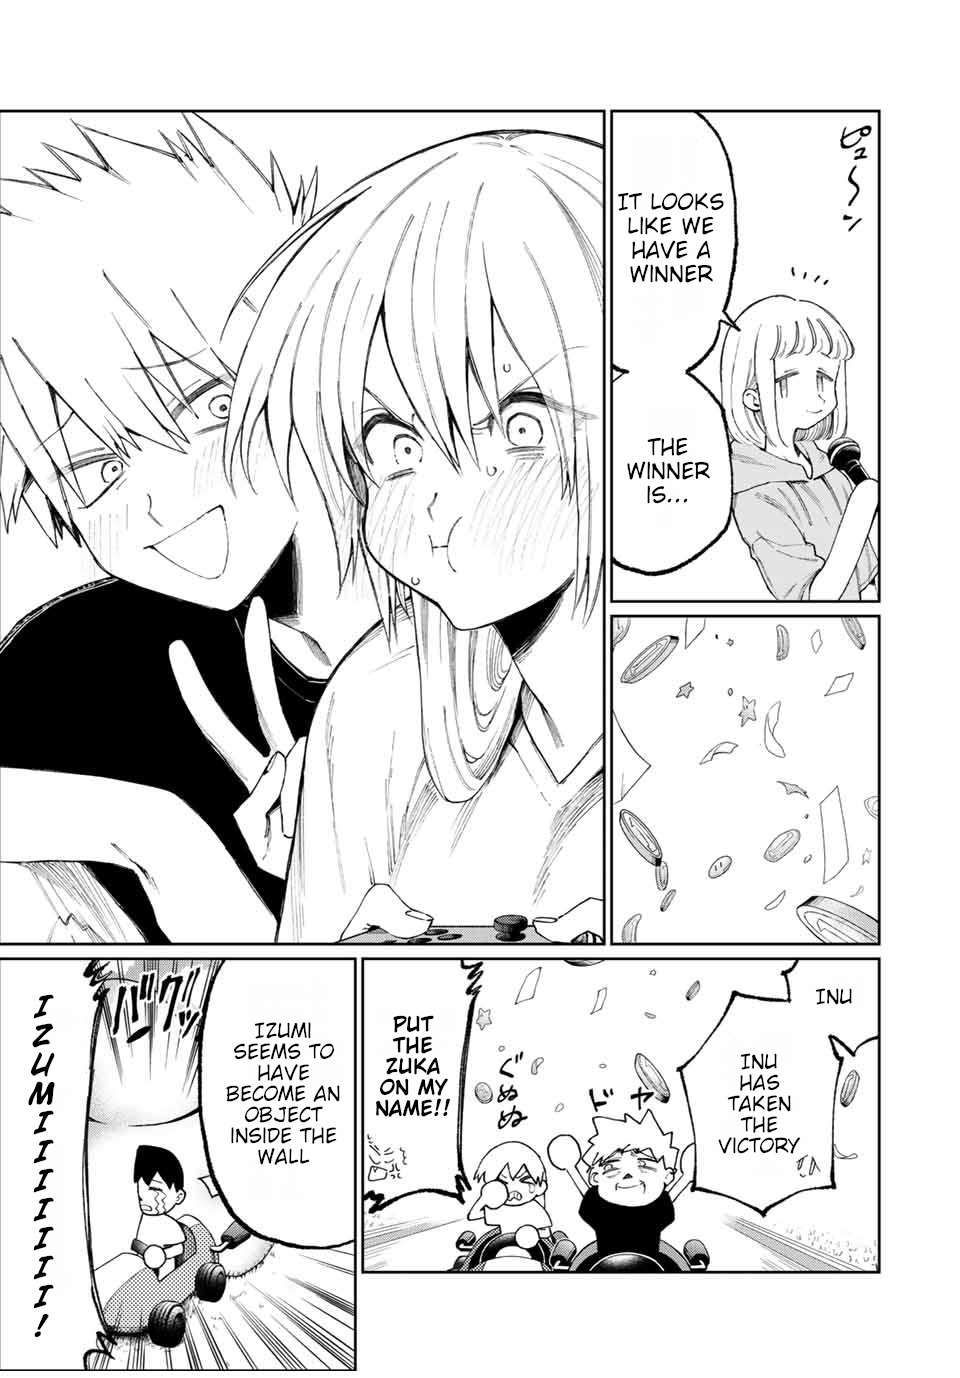 ピュ〜ン
IT LOOKS
LIKE WE
HAVE A
WINNER
THE
WINNER
IS...
INU
INU
HAS
TAKEN
THE
VICTORY
ドヤ
ぐぬぬ
PUT
THE
ZUKA
ON MY
NAME!!
IZUMI
SEEMS TO
HAVE
BECOME AN
OBJECT
INSIDE THE
WALL
IZUMIIIIIIIII!